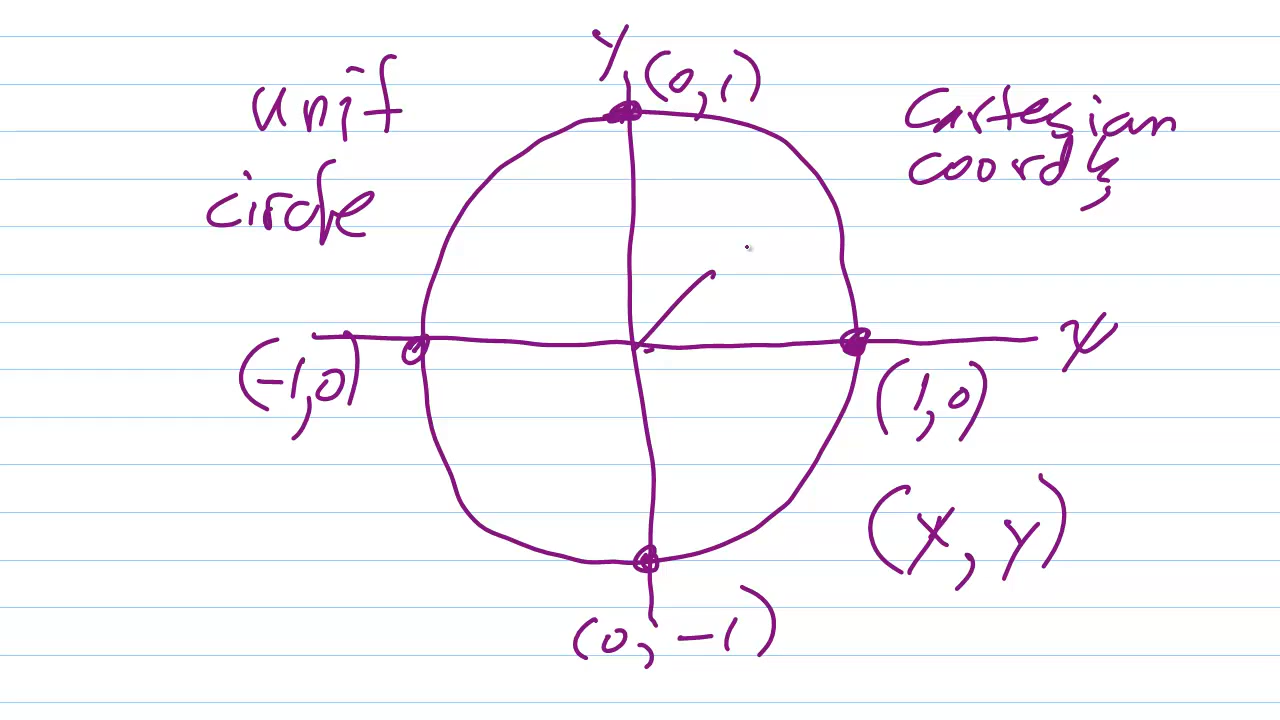 unit
circle
y
(0,1)
Cartesian
coords
(-1,0)
x
(1,0)
(x,y)
(0,-1)